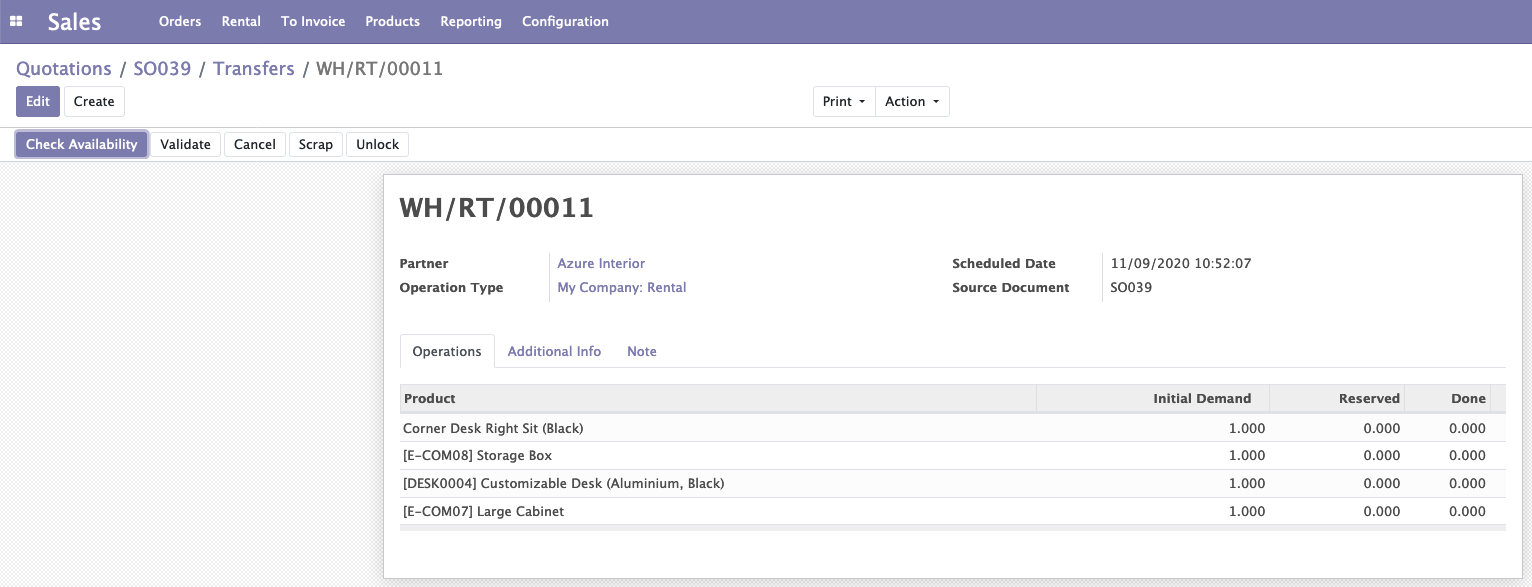 Sales Orders Rental To Invoice Products Reporting Configuration
Quotations / SO039 / Transfers / WH/RT/00011
Edit Create Print Action
Check Availability Validate Cancel Scrap Unlock
WH/RT/00011
Partner Azure Interior Scheduled Date 11/09/2020 10:52:07
Operation Type My Company: Rental Source Document SO039
Operations Additional Info Note
Product Initial Demand Reserved Done
Corner Desk Right Sit (Black) 1.000 0.000 0.000
[E-COM08] Storage Box 1.000 0.000 0.000
[DESK0004] Customizable Desk (Aluminium, Black) 1.000 0.000 0.000
[E-COM07] Large Cabinet 1.000 0.000 0.000